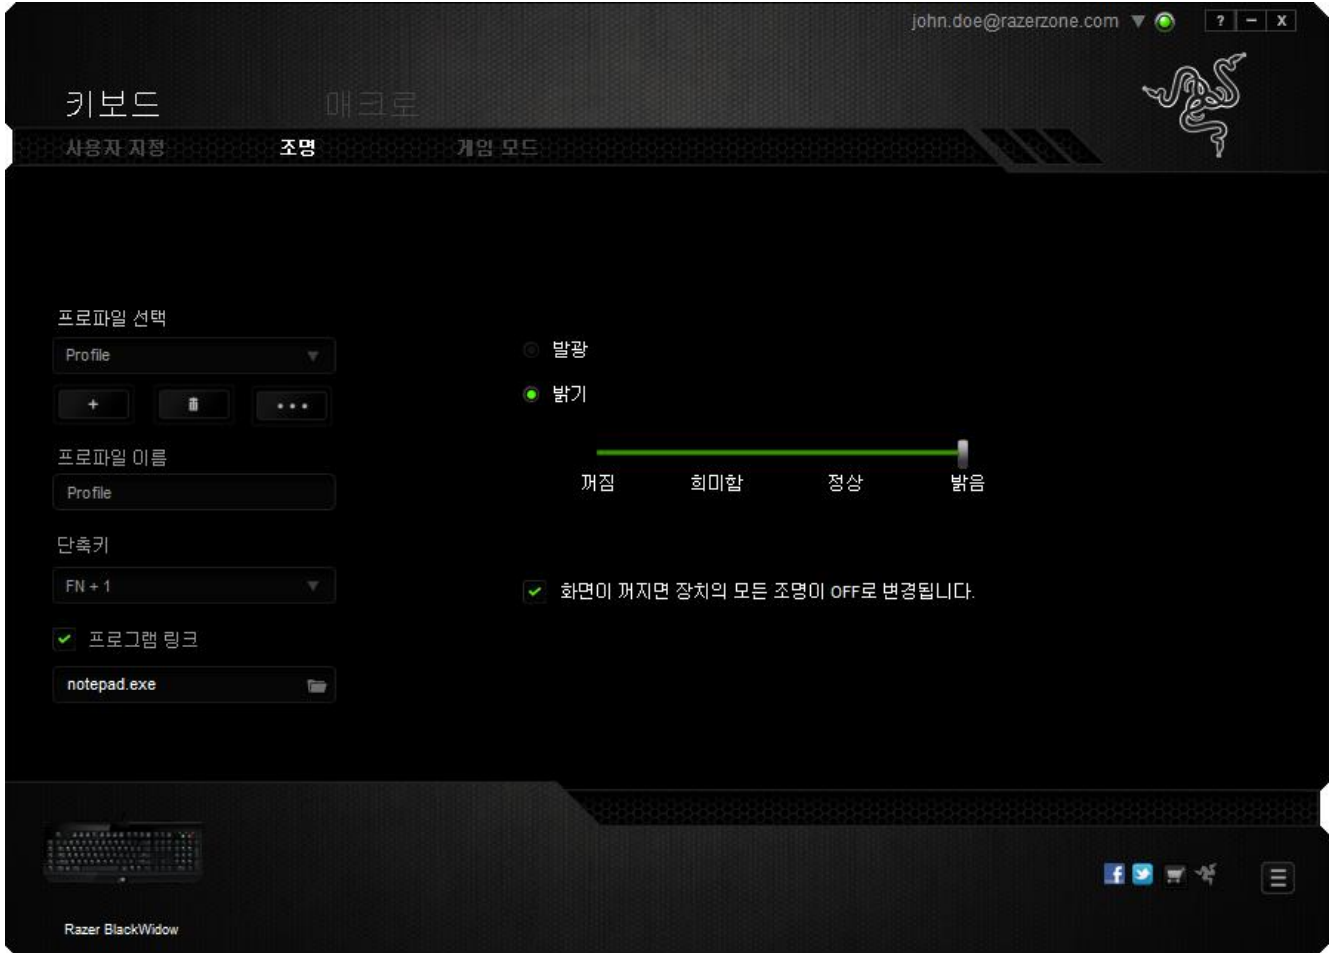 john.doe@razerzone.com
키보드 매크로
사용자 지정 조명 게임 모드
프로파일 선택
Profile
프로파일 이름
Profile
단축키
FN + 1
프로그램 링크
notepad.exe
발광
밝기
꺼짐 희미함 정상 밝음
화면이 꺼지면 장치의 모든 조명이 OFF로 변경됩니다.
Razer BlackWidow